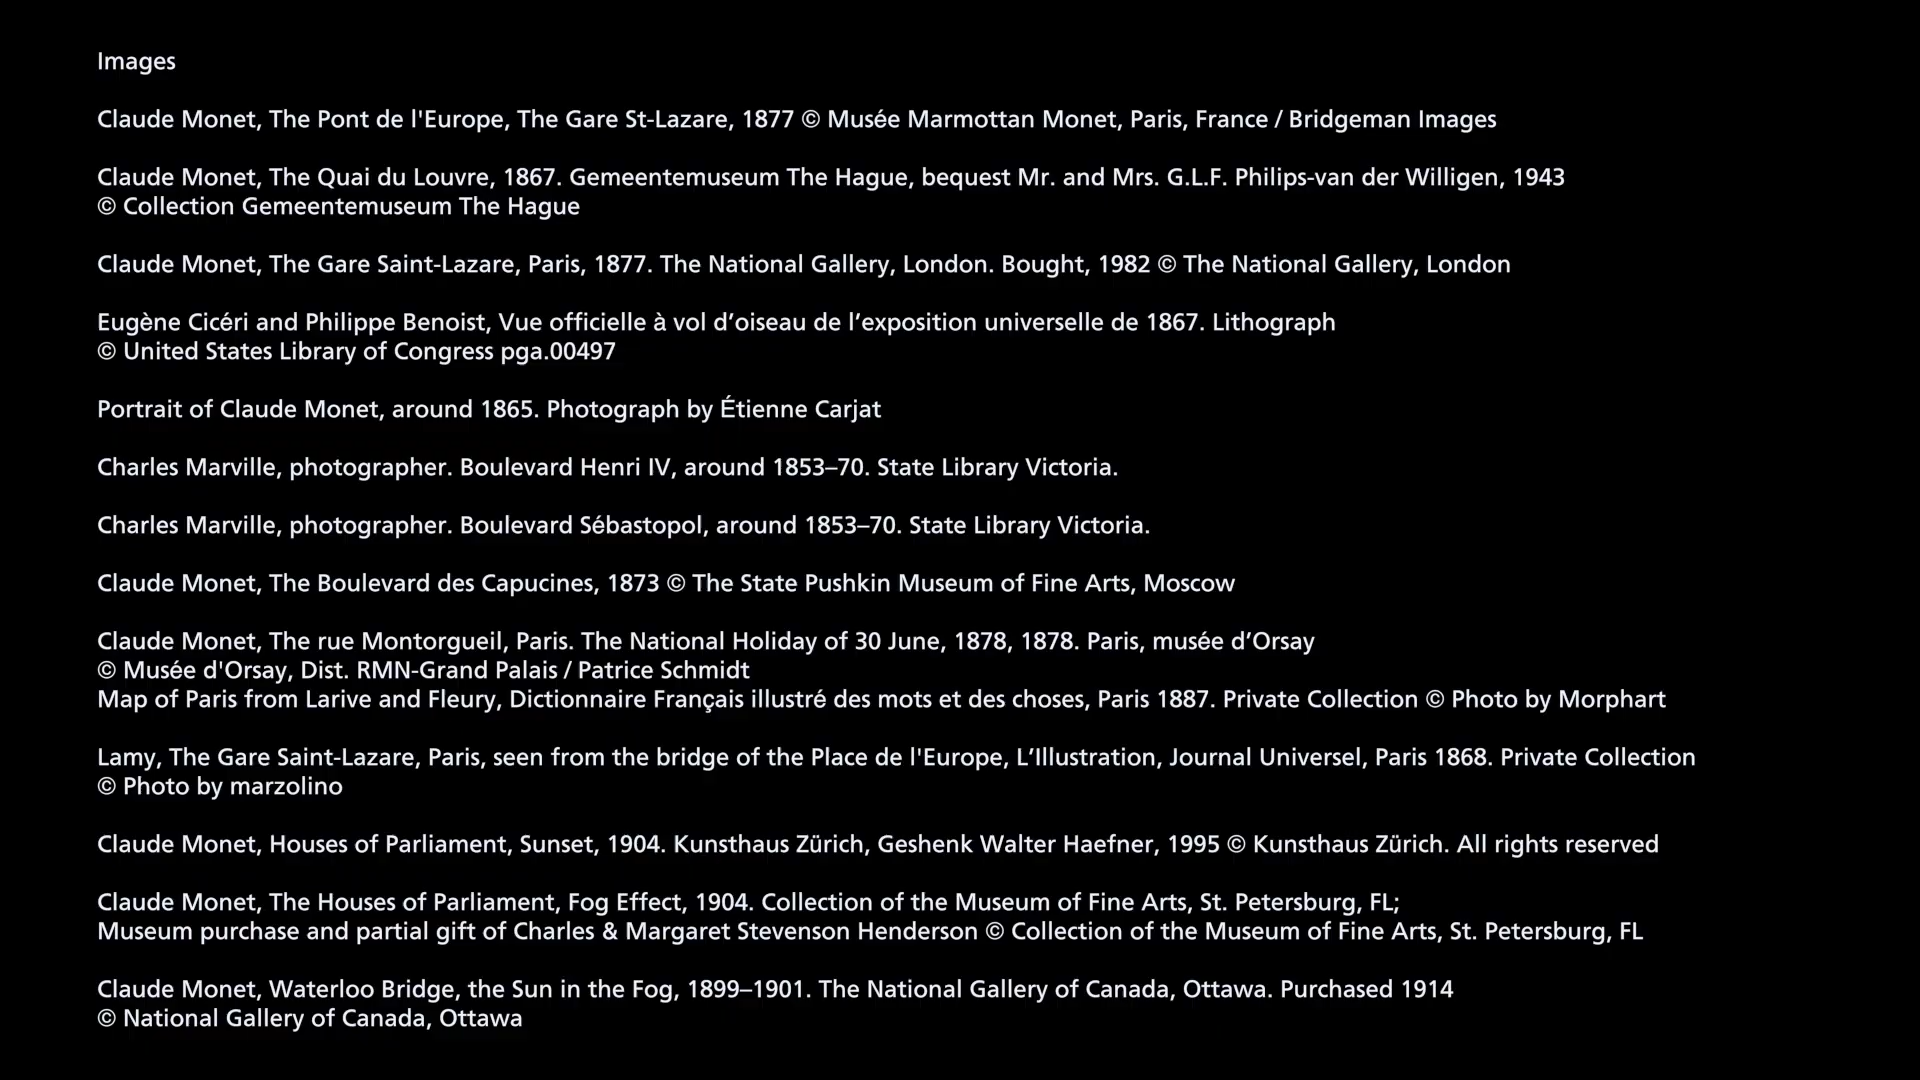 Images
Claude Monet, The Pont de l'Europe, The Gare St-Lazare, 1877 © Musée Marmottan Monet, Paris, France / Bridgeman Images
Claude Monet, The Quai du Louvre, 1867. Gemeentemuseum The Hague, bequest Mr. and Mrs. G.L.F. Philips-van der Willigen, 1943
© Collection Gemeentemuseum The Hague
Claude Monet, The Gare Saint-Lazare, Paris, 1877. The National Gallery, London. Bought, 1982 © The National Gallery, London
Eugène Cicéri and Philippe Benoist, Vue officielle à vol d’oiseau de l’exposition universelle de 1867. Lithograph
© United States Library of Congress pga.00497
Portrait of Claude Monet, around 1865. Photograph by Étienne Carjat
Charles Marville, photographer. Boulevard Henri IV, around 1853–70. State Library Victoria.
Charles Marville, photographer. Boulevard Sébastopol, around 1853–70. State Library Victoria.
Claude Monet, The Boulevard des Capucines, 1873 © The State Pushkin Museum of Fine Arts, Moscow
Claude Monet, The rue Montorgueil, Paris. The National Holiday of 30 June, 1878, 1878. Paris, musée d’Orsay
© Musée d'Orsay, Dist. RMN-Grand Palais / Patrice Schmidt
Map of Paris from Larive and Fleury, Dictionnaire Français illustré des mots et des choses, Paris 1887. Private Collection © Photo by Morphart
Lamy, The Gare Saint-Lazare, Paris, seen from the bridge of the Place de l'Europe, L’Illustration, Journal Universel, Paris 1868. Private Collection
© Photo by marzolino
Claude Monet, Houses of Parliament, Sunset, 1904. Kunsthaus Zürich, Geshenk Walter Haefner, 1995 © Kunsthaus Zürich. All rights reserved
Claude Monet, The Houses of Parliament, Fog Effect, 1904. Collection of the Museum of Fine Arts, St. Petersburg, FL;
Museum purchase and partial gift of Charles & Margaret Stevenson Henderson © Collection of the Museum of Fine Arts, St. Petersburg, FL
Claude Monet, Waterloo Bridge, the Sun in the Fog, 1899–1901. The National Gallery of Canada, Ottawa. Purchased 1914
© National Gallery of Canada, Ottawa